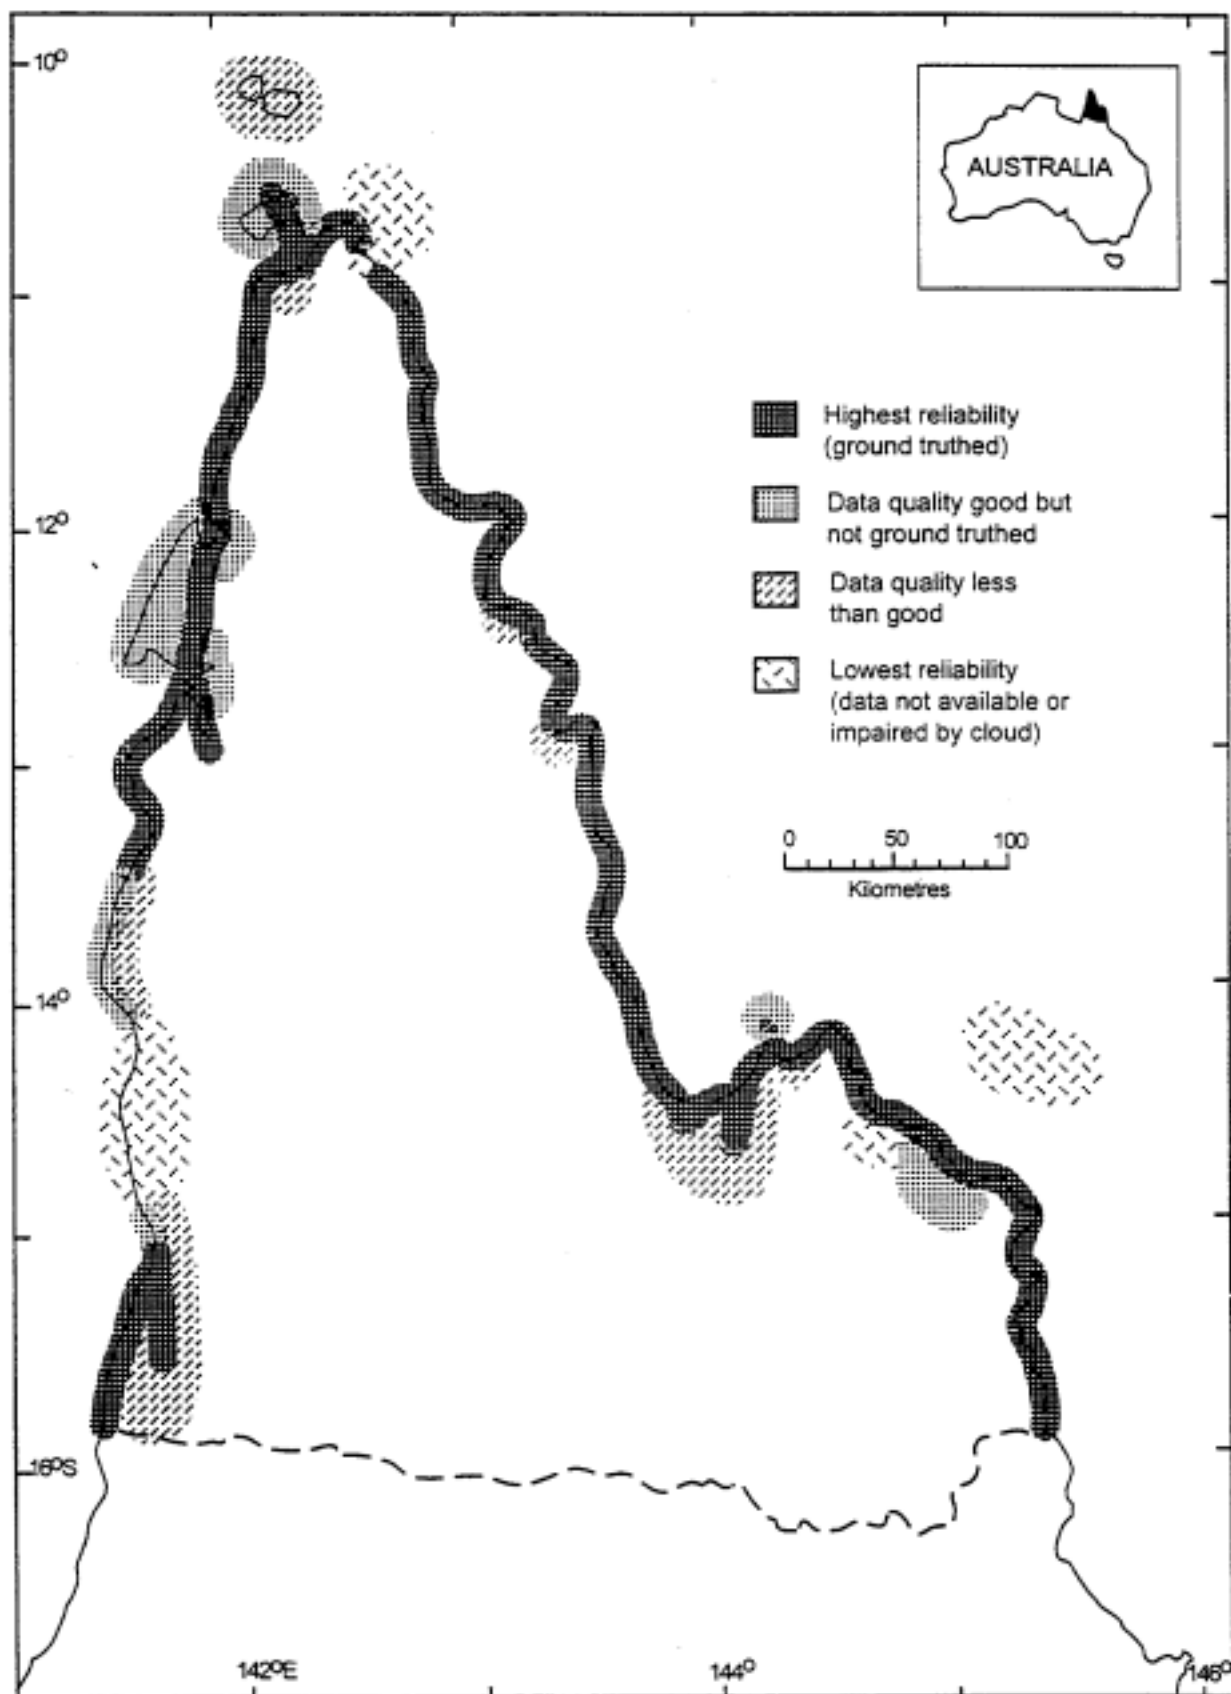 10°
AUSTRALIA
Highest reliability
(ground truthed)
12°
Data quality good but
not ground truthed
Data quality less
than good
Lowest reliability
(data not available or
impaired by cloud)
0 50 100
Kilometres
14°
16°S
142°E 144° 146°